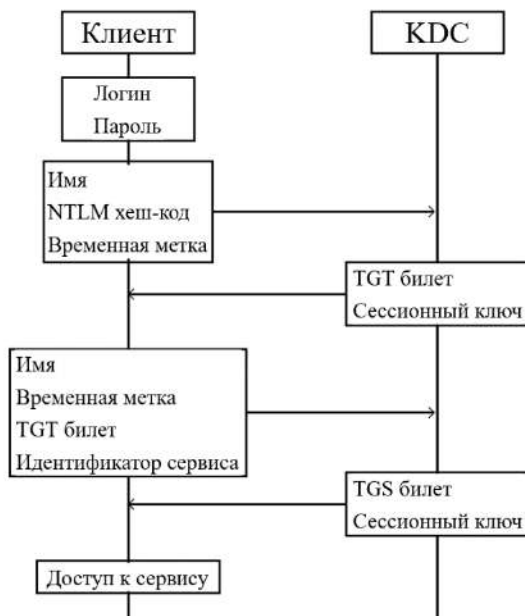 Клиент
KDC
Логин
Пароль
Имя
NTLM хеш-код
Временная метка
TGT билет
Сессионный ключ
Имя
Временная метка
TGT билет
Идентификатор сервиса
TGS билет
Сессионный ключ
Доступ к сервису